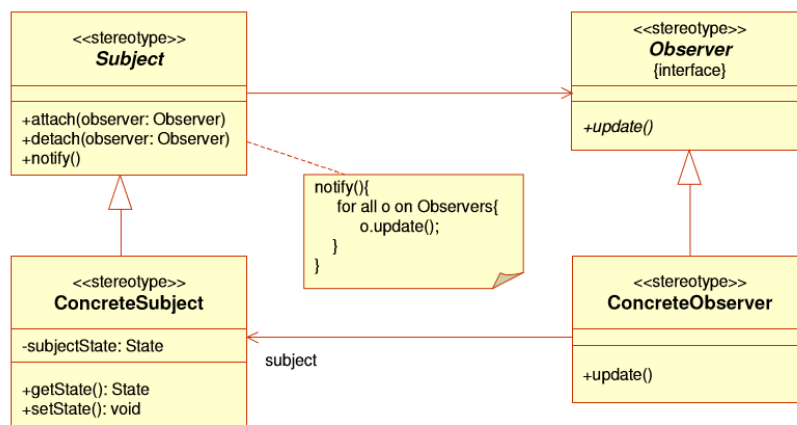 <<stereotype>>
Subject
+attach(observer: Observer)
+detach(observer: Observer)
+notify()
<<stereotype>>
Observer
{interface}
+update()
notify(){
for all o on Observers{
o.update();
}
}
<<stereotype>>
ConcreteSubject
-subjectState: State
+getState(): State
+setState(): void
subject
<<stereotype>>
ConcreteObserver
+update()